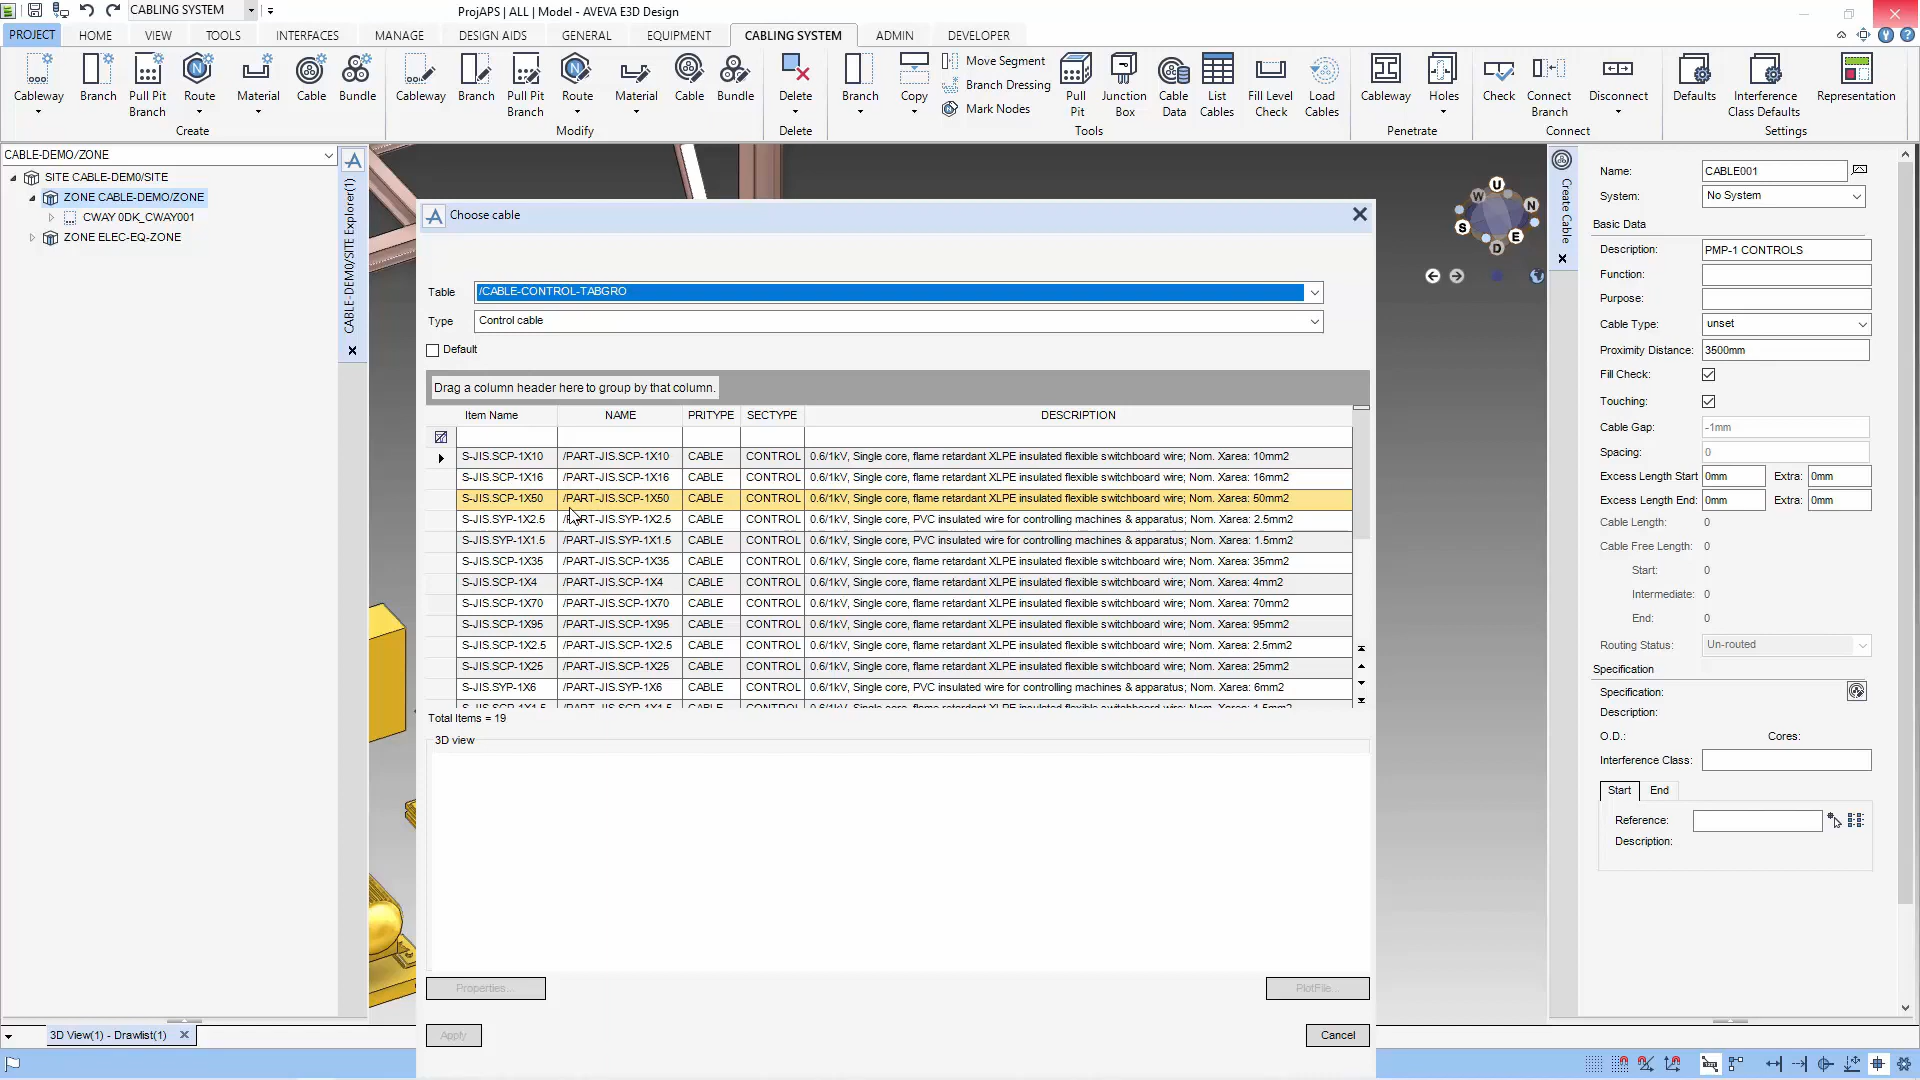 CABLING SYSTEM
ProjAPS | ALL | Model - AVEVA E3D Design
PROJECT HOME VIEW TOOLS INTERFACES MANAGE DESIGN AIDS GENERAL EQUIPMENT CABLING SYSTEM ADMIN DEVELOPER
Cableway Branch Pull Pit Branch Route Material Cable Bundle
Create
Cableway Branch Pull Pit Branch Route Material Cable Bundle
Modify
Delete
Delete
Branch Copy Move Segment
Branch Dressing
Mark Nodes
Pull Pit Junction Box Cable Data List Cables Fill Level Check Load Cables
Tools
Cableway Holes
Penetrate
Check Connect Branch Disconnect
Connect
Defaults Interference Class Defaults Representation
Settings
CABLE-DEMO/ZONE
SITE CABLE-DEM0/SITE
ZONE CABLE-DEMO/ZONE
CWAY 0DK_CWAY001
ZONE ELEC-EQ-ZONE
CABLE-DEM0/SITE Explorer(1)
Choose cable
Table /CABLE-CONTROL-TABGRO
Type Control cable
Default
Drag a column header here to group by that column.
Item Name NAME PRITYPE SECTYPE DESCRIPTION
S-JIS.SCP-1X10 /PART-JIS.SCP-1X10 CABLE CONTROL 0.6/1kV, Single core, flame retardant XLPE insulated flexible switchboard wire; Nom. Xarea: 10mm2
S-JIS.SCP-1X16 /PART-JIS.SCP-1X16 CABLE CONTROL 0.6/1kV, Single core, flame retardant XLPE insulated flexible switchboard wire; Nom. Xarea: 16mm2
S-JIS.SCP-1X50 /PART-JIS.SCP-1X50 CABLE CONTROL 0.6/1kV, Single core, flame retardant XLPE insulated flexible switchboard wire; Nom. Xarea: 50mm2
S-JIS.SYP-1X2.5 /PART-JIS.SYP-1X2.5 CABLE CONTROL 0.6/1kV, Single core, PVC insulated wire for controlling machines & apparatus; Nom. Xarea: 2.5mm2
S-JIS.SYP-1X1.5 /PART-JIS.SYP-1X1.5 CABLE CONTROL 0.6/1kV, Single core, PVC insulated wire for controlling machines & apparatus; Nom. Xarea: 1.5mm2
S-JIS.SCP-1X35 /PART-JIS.SCP-1X35 CABLE CONTROL 0.6/1kV, Single core, flame retardant XLPE insulated flexible switchboard wire; Nom. Xarea: 35mm2
S-JIS.SCP-1X4 /PART-JIS.SCP-1X4 CABLE CONTROL 0.6/1kV, Single core, flame retardant XLPE insulated flexible switchboard wire; Nom. Xarea: 4mm2
S-JIS.SCP-1X70 /PART-JIS.SCP-1X70 CABLE CONTROL 0.6/1kV, Single core, flame retardant XLPE insulated flexible switchboard wire; Nom. Xarea: 70mm2
S-JIS.SCP-1X95 /PART-JIS.SCP-1X95 CABLE CONTROL 0.6/1kV, Single core, flame retardant XLPE insulated flexible switchboard wire; Nom. Xarea: 95mm2
S-JIS.SCP-1X2.5 /PART-JIS.SCP-1X2.5 CABLE CONTROL 0.6/1kV, Single core, flame retardant XLPE insulated flexible switchboard wire; Nom. Xarea: 2.5mm2
S-JIS.SCP-1X25 /PART-JIS.SCP-1X25 CABLE CONTROL 0.6/1kV, Single core, flame retardant XLPE insulated flexible switchboard wire; Nom. Xarea: 25mm2
S-JIS.SYP-1X6 /PART-JIS.SYP-1X6 CABLE CONTROL 0.6/1kV, Single core, PVC insulated wire for controlling machines & apparatus; Nom. Xarea: 6mm2
Total Items = 19
3D view
Properties... PlotFile...
Apply Cancel
U
W N
S E
D
Create Cable
Name: CABLE001
System: No System
Basic Data
Description: PMP-1 CONTROLS
Function:
Purpose:
Cable Type: unset
Proximity Distance: 3500mm
Fill Check:
Touching:
Cable Gap: -1mm
Spacing: 0
Excess Length Start 0mm Extra: 0mm
Excess Length End: 0mm Extra: 0mm
Cable Length: 0
Cable Free Length: 0
Start: 0
Intermediate: 0
End: 0
Routing Status: Un-routed
Specification
Specification:
Description:
O.D.: Cores:
Interference Class:
Start End
Reference:
Description:
3D View(1) - Drawlist(1)